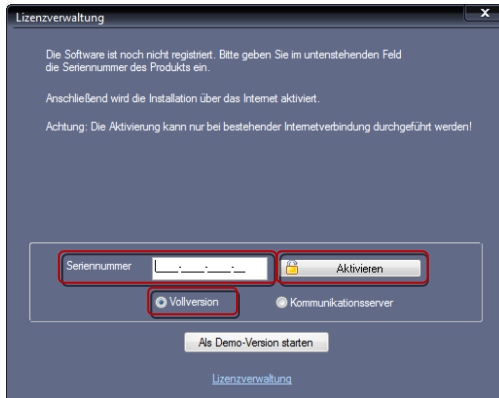 Lizenzverwaltung
Die Software ist noch nicht registriert. Bitte geben Sie im untenstehenden Feld
die Seriennummer des Produkts ein.
Anschließend wird die Installation über das Internet aktiviert.
Achtung: Die Aktivierung kann nur bei bestehender Internetverbindung durchgeführt werden!
Seriennummer
Aktivieren
Vollversion
Kommunikationsserver
Als Demo-Version starten
Lizenzverwaltung